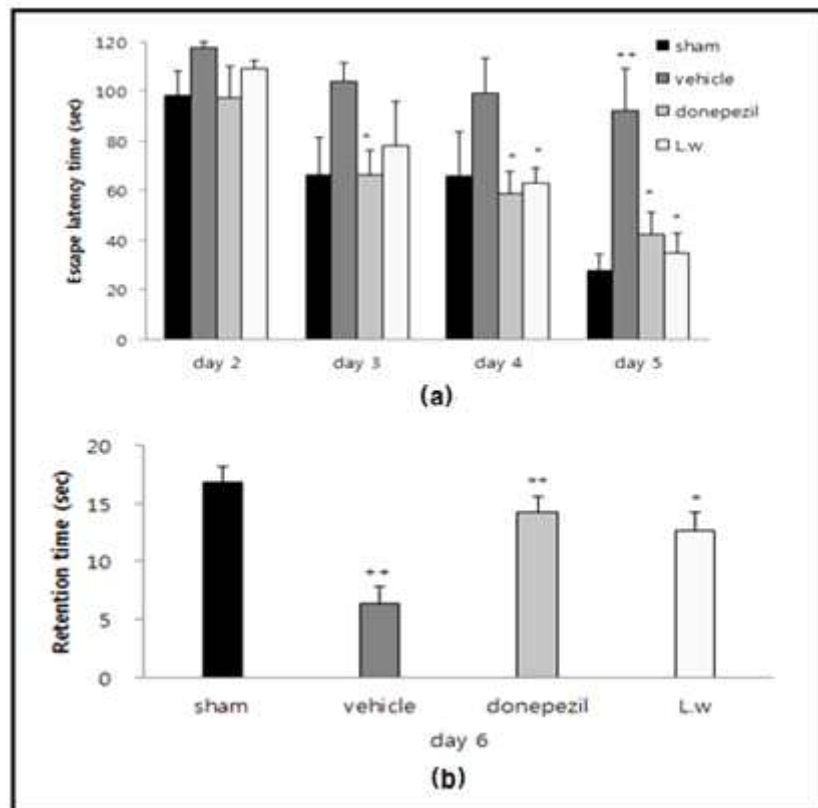 Escape latency time (sec)
120
100
80
60
40
20
0
sham
vehicle
donepezil
L.w
*
*
*
**
*
*
day 2 day 3 day 4 day 5
(a)
Retention time (sec)
20
15
10
5
0
**
**
*
sham vehicle donepezil L.w
day 6
(b)